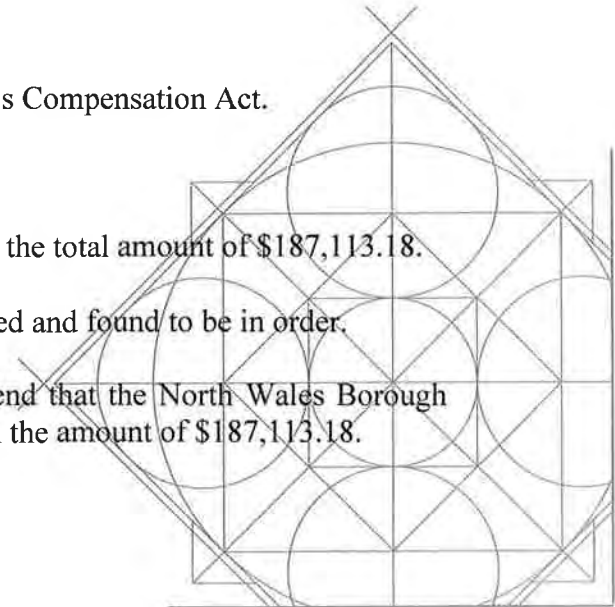 s Compensation Act.
the total amount of $187,113.18.
ed and found to be in order.
end that the North Wales Borough
the amount of $187,113.18.